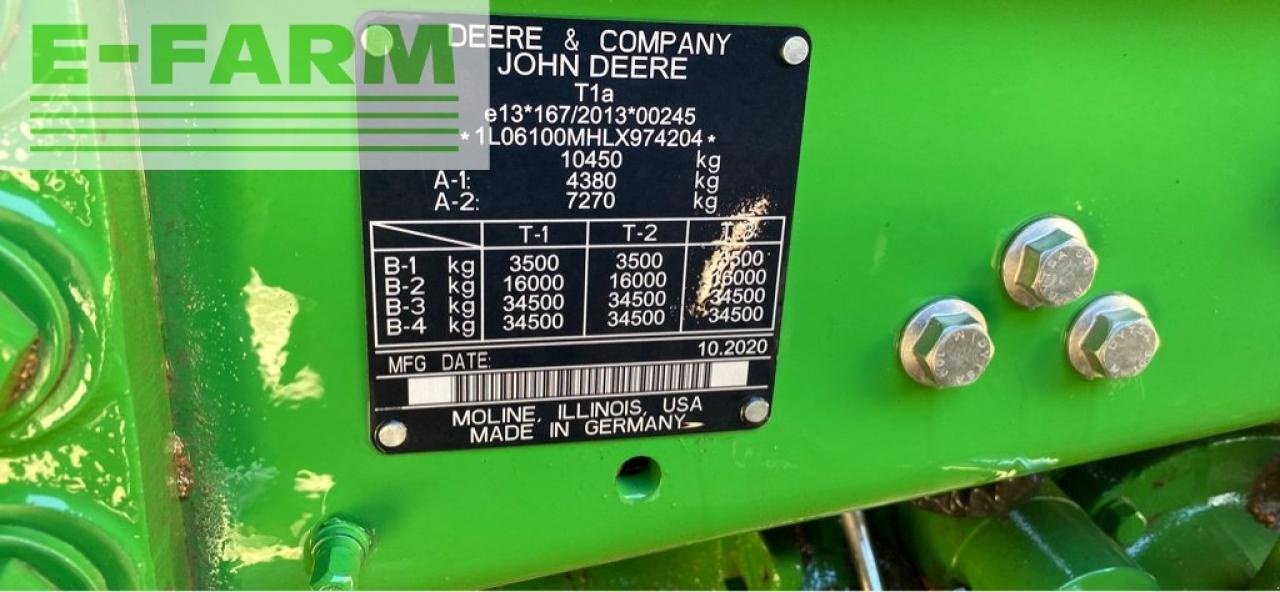 E-FARM
DEERE & COMPANY
JOHN DEERE
T1a
e13*167/2013*00245
*1L06100MHLX974204*
10450 kg
A-1: 4380 kg
A-2: 7270 kg
T-1 T-2 T-3
B-1 kg 3500 3500 3500
B-2 kg 16000 16000 16000
B-3 kg 34500 34500 34500
B-4 kg 34500 34500 34500
MFG DATE: 10.2020
MOLINE, ILLINOIS, USA
MADE IN GERMANY